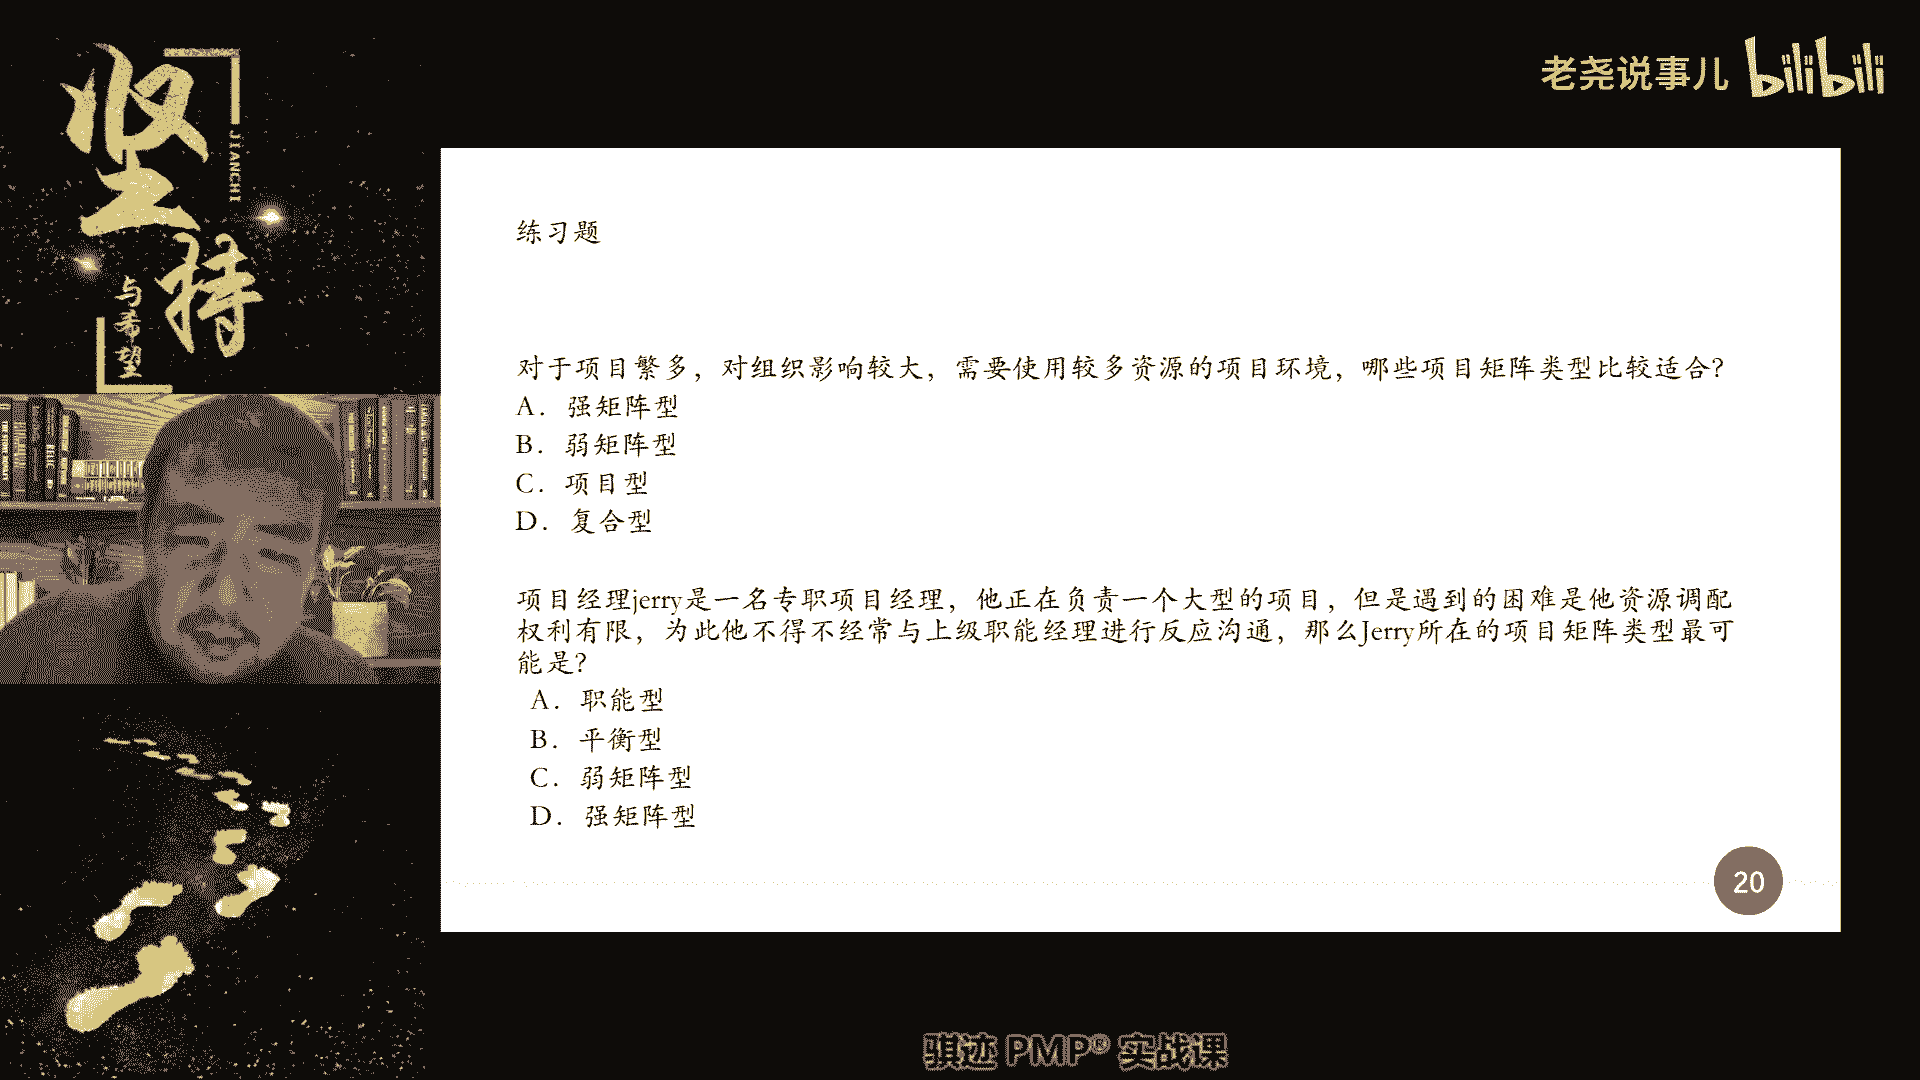 坚持
JIANCHI
与希望
老尧说事儿 bilibili
练习题
对于项目繁多，对组织影响较大，需要使用较多资源的项目环境，哪些项目矩阵类型比较适合？
A. 强矩阵型
B. 弱矩阵型
C. 项目型
D. 复合型
项目经理jerry是一名专职项目经理，他正在负责一个大型的项目，但是遇到的困难是他资源调配
权利有限，为此他不得不经常与上级职能经理进行反应沟通，那么Jerry所在的项目矩阵类型最可
能是？
A. 职能型
B. 平衡型
C. 弱矩阵型
D. 强矩阵型
20
骐迹 PMP® 实战课